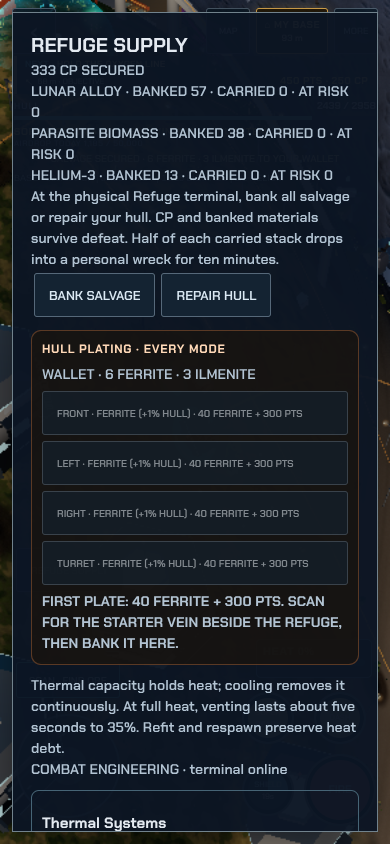 REFUGE SUPPLY
333 CP SECURED
LUNAR ALLOY · BANKED 57 · CARRIED 0 · AT RISK
0
PARASITE BIOMASS · BANKED 38 · CARRIED 0 · AT
RISK 0
HELIUM-3 · BANKED 13 · CARRIED 0 · AT RISK 0
At the physical Refuge terminal, bank all salvage
or repair your hull. CP and banked materials
survive defeat. Half of each carried stack drops
into a personal wreck for ten minutes.
BANK SALVAGE REPAIR HULL
HULL PLATING · EVERY MODE
WALLET · 6 FERRITE · 3 ILMENITE
FRONT · FERRITE (+1% HULL) · 40 FERRITE + 300 PTS
LEFT · FERRITE (+1% HULL) · 40 FERRITE + 300 PTS
RIGHT · FERRITE (+1% HULL) · 40 FERRITE + 300 PTS
TURRET · FERRITE (+1% HULL) · 40 FERRITE + 300 PTS
FIRST PLATE: 40 FERRITE + 300 PTS. SCAN
FOR THE STARTER VEIN BESIDE THE REFUGE,
THEN BANK IT HERE.
Thermal capacity holds heat; cooling removes it
continuously. At full heat, venting lasts about five
seconds to 35%. Refit and respawn preserve heat
debt.
COMBAT ENGINEERING · terminal online
Thermal Systems